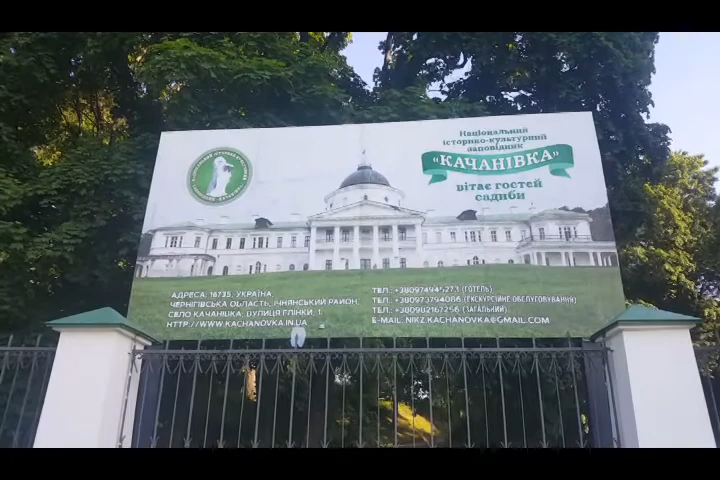 Національний
історико-культурний
заповідник
«КАЧАНІВКА»
вітає гостей
садиби
АДРЕСА: 16735, УКРАЇНА,
ЧЕРНІГІВСЬКА ОБЛАСТЬ, ІЧНЯНСЬКИЙ РАЙОН,
СЕЛО КАЧАНІВКА, ВУЛИЦЯ ГЛІНКИ, 1
HTTP://WWW.KACHANOVKA.COM.UA
ТЕЛ. +380974945273 (ГОТЕЛЬ)
ТЕЛ. +380973794086 (ЕКСКУРСІЙНЕ ОБСЛУГОВУВАННЯ)
ТЕЛ. +380982167256 (ЗАГАЛЬНИЙ)
E-MAIL: NIKZ.KACHANOVKA@GMAIL.COM